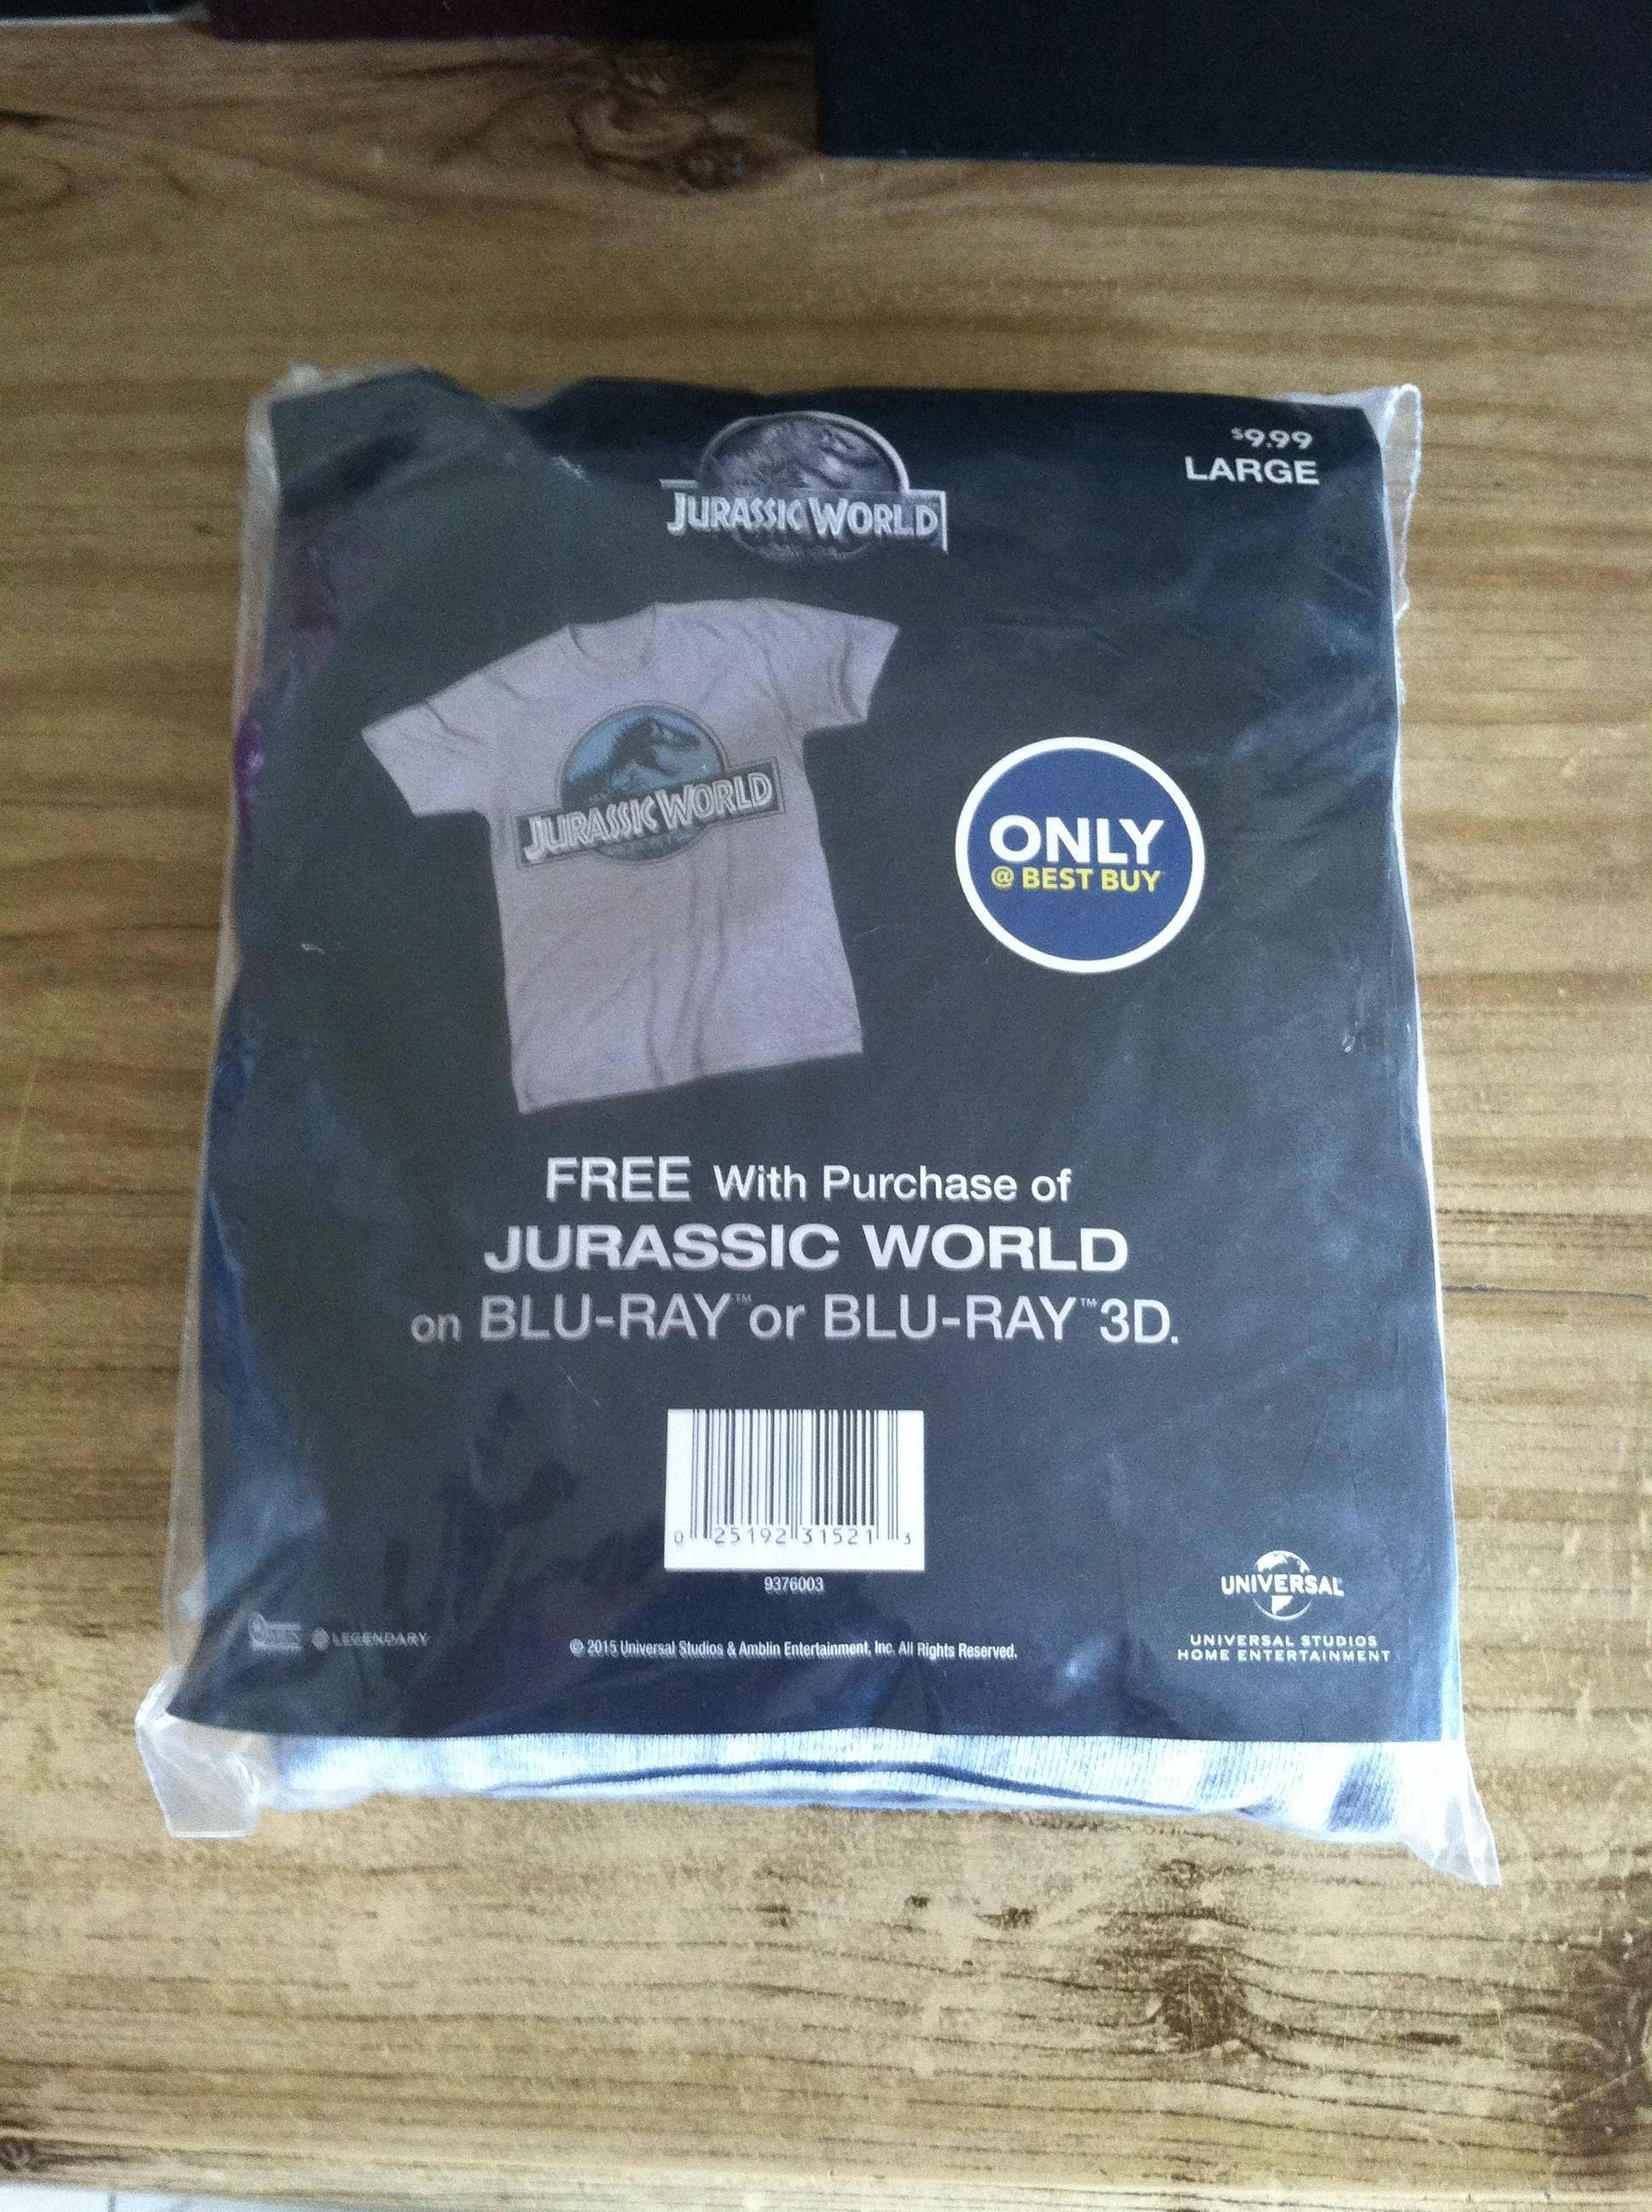 $9.99
LARGE
JURASSIC WORLD
JURASSIC WORLD
ONLY
@ BEST BUY
FREE With Purchase of
JURASSIC WORLD
on BLU-RAY™ or BLU-RAY™ 3D.
0 25192 31521 3
9376003
UNIVERSAL
LEGENDARY
© 2015 Universal Studios & Amblin Entertainment, Inc. All Rights Reserved.
UNIVERSAL STUDIOS
HOME ENTERTAINMENT